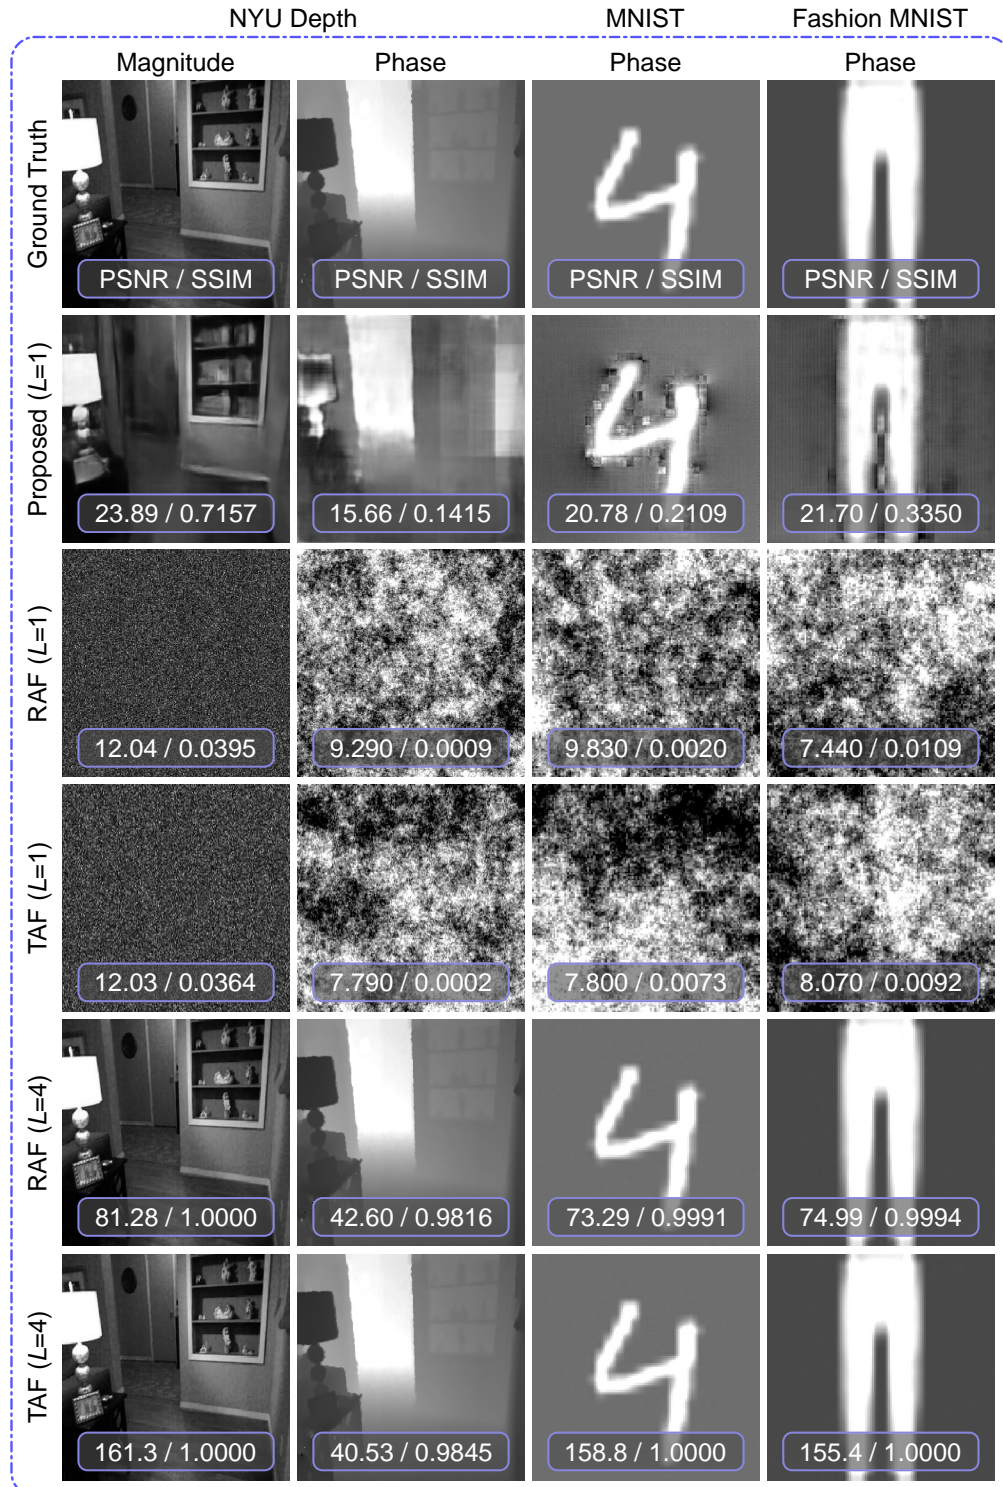 NYU Depth MNIST Fashion MNIST
Magnitude Phase Phase Phase
Ground Truth
PSNR / SSIM PSNR / SSIM PSNR / SSIM PSNR / SSIM
Proposed (L=1)
23.89 / 0.7157 15.66 / 0.1415 20.78 / 0.2109 21.70 / 0.3350
RAF (L=1)
12.04 / 0.0395 9.290 / 0.0009 9.830 / 0.0020 7.440 / 0.0109
TAF (L=1)
12.03 / 0.0364 7.790 / 0.0002 7.800 / 0.0073 8.070 / 0.0092
RAF (L=4)
81.28 / 1.0000 42.60 / 0.9816 73.29 / 0.9991 74.99 / 0.9994
TAF (L=4)
161.3 / 1.0000 40.53 / 0.9845 158.8 / 1.0000 155.4 / 1.0000